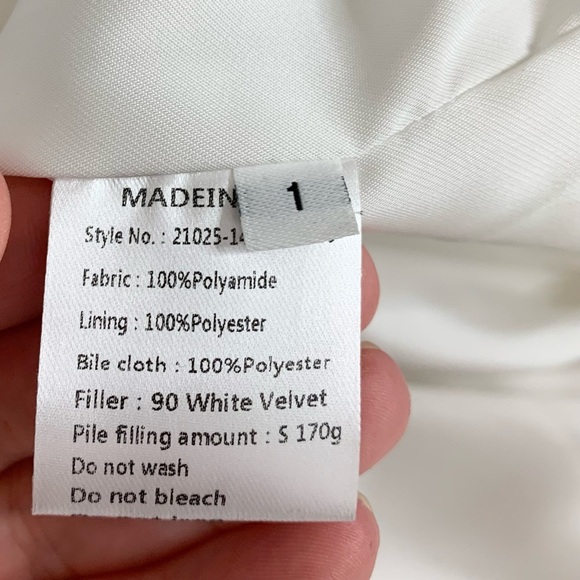 MADEIN
1
Style No. : 21025-14
Fabric : 100%Polyamide
Lining : 100%Polyester
Bile cloth : 100%Polyester
Filler : 90 White Velvet
Pile filling amount : S 170g
Do not wash
Do not bleach